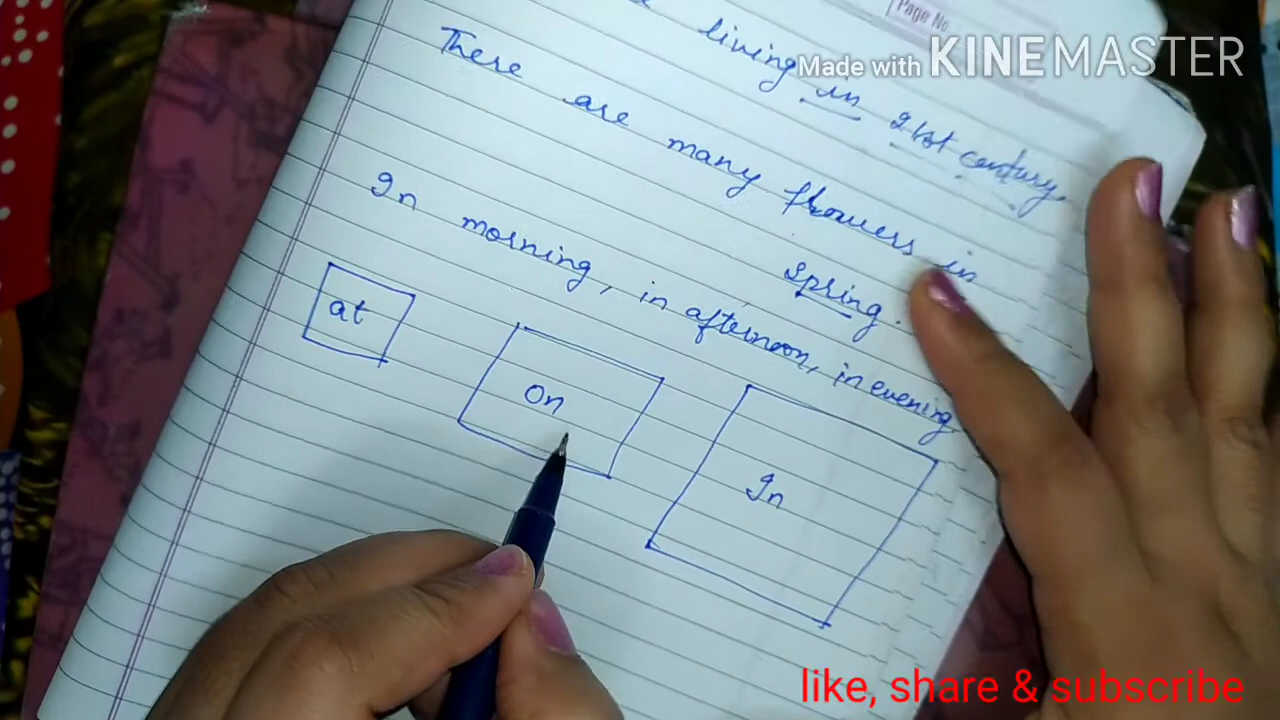 Page No
Made with KINEMASTER
living in 21st century.
There are many flowers in
Spring.
In morning, in afternoon, in evening
at
On
In
like, share & subscribe